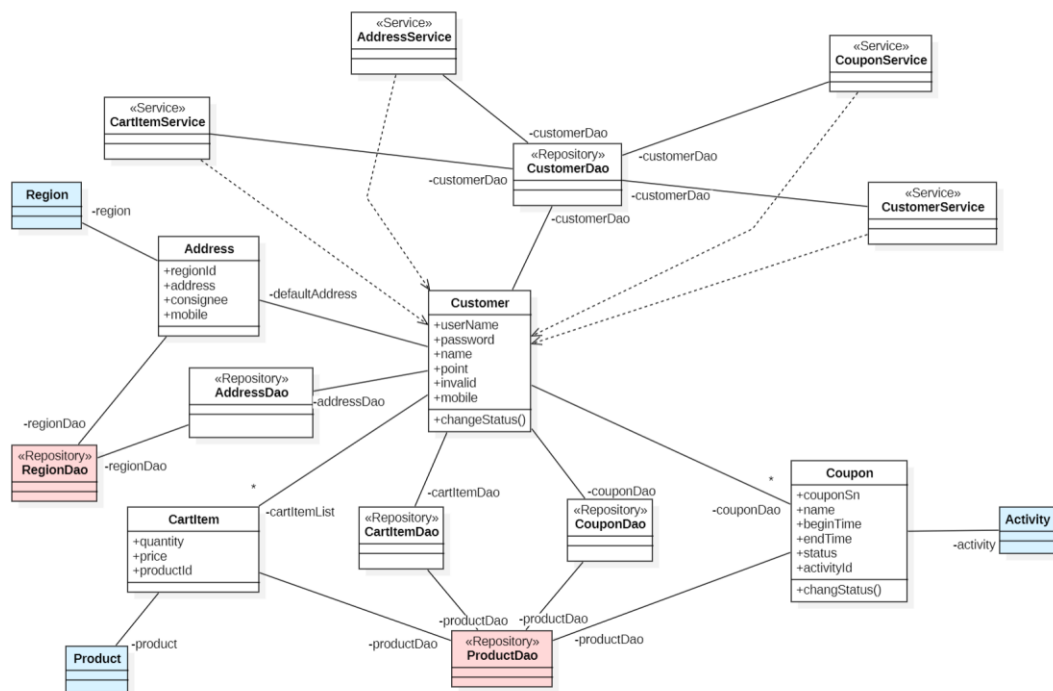 «Service»
AddressService
«Service»
CouponService
«Service»
CartItemService
-customerDao
«Repository»
CustomerDao
-customerDao
-customerDao
-customerDao
-customerDao
«Service»
CustomerService
Region
-region
Address
+regionId
+address
+consignee
+mobile
-defaultAddress
Customer
+userName
+password
+name
+point
+invalid
+mobile
+changeStatus()
«Repository»
AddressDao
-addressDao
-regionDao
«Repository»
RegionDao
-regionDao
*
-cartItemList
CartItem
+quantity
+price
+productId
-cartItemDao
«Repository»
CartItemDao
-couponDao
«Repository»
CouponDao
*
-couponDao
Coupon
+couponSn
+name
+beginTime
+endTime
+status
+activityId
+changStatus()
Activity
-activity
-product
Product
-productDao
-productDao
-productDao
-productDao
«Repository»
ProductDao